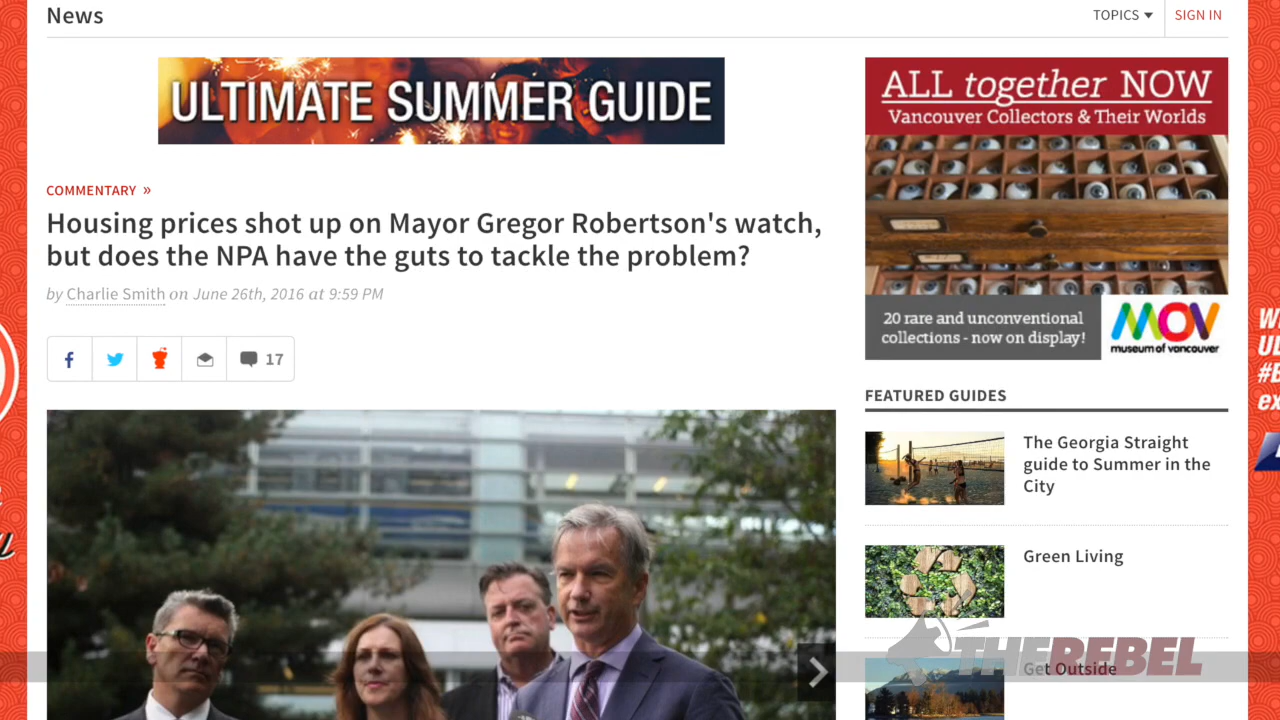 News
TOPICS
SIGN IN
ULTIMATE SUMMER GUIDE
COMMENTARY »
Housing prices shot up on Mayor Gregor Robertson's watch,
but does the NPA have the guts to tackle the problem?
by Charlie Smith on June 26th, 2016 at 9:59 PM
17
ALL together NOW
Vancouver Collectors & Their Worlds
20 rare and unconventional
collections - now on display!
MOV
museum of vancouver
FEATURED GUIDES
The Georgia Straight
guide to Summer in the
City
Green Living
Get Outside
THE REBEL